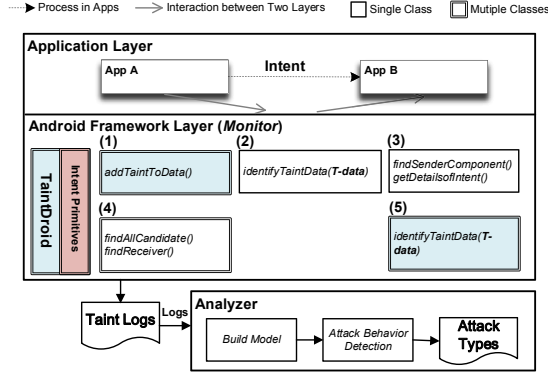 Process in Apps
Interaction between Two Layers
Single Class
Mutiple Classes
Application Layer
App A
Intent
App B
Android Framework Layer (Monitor)
TaintDroid
Intent Primitives
(1)
addTaintToData()
(2)
identifyTaintData(T-data)
(3)
findSenderComponent()
getDetailsofIntent()
(4)
findAllCandidate()
findReceiver()
(5)
identifyTaintData(T-
data)
Taint Logs
Logs
Analyzer
Build Model
Attack Behavior
Detection
Attack
Types